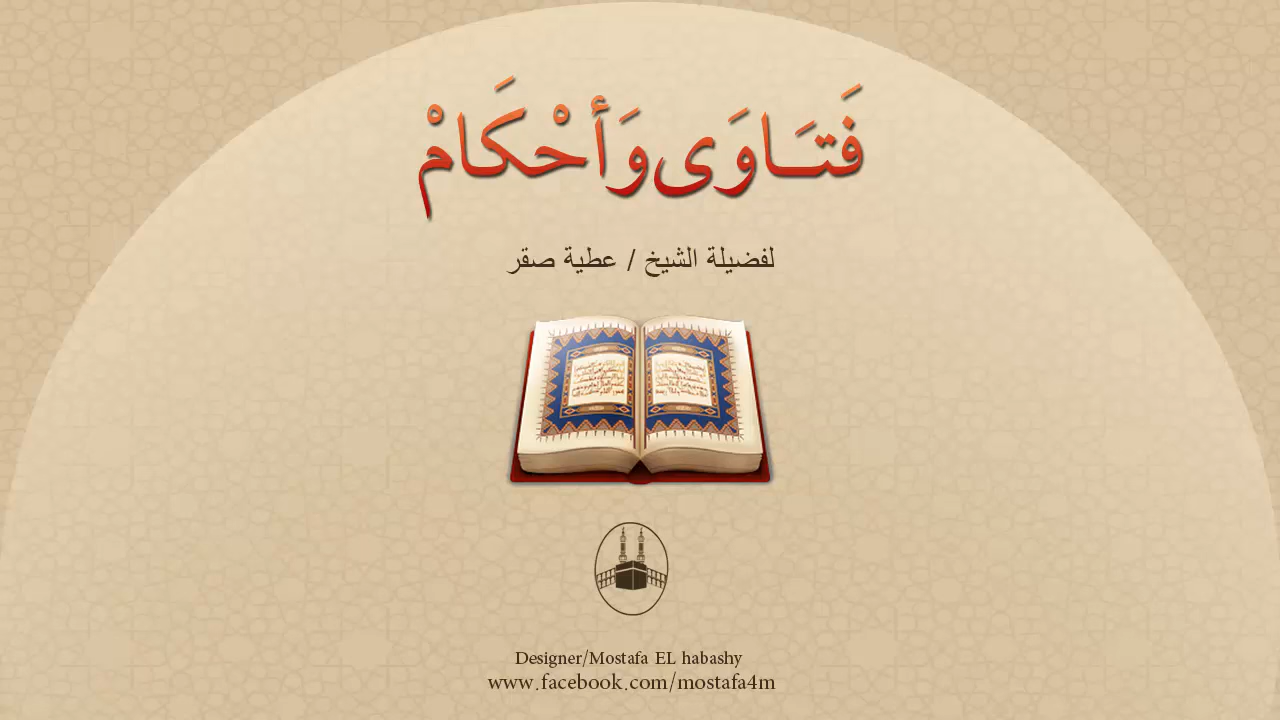 فَتَاوَى وَأَحْكَامْ
لفضيلة الشيخ / عطية صقر
Designer/Mostafa EL habashy
www.facebook.com/mostafa4m